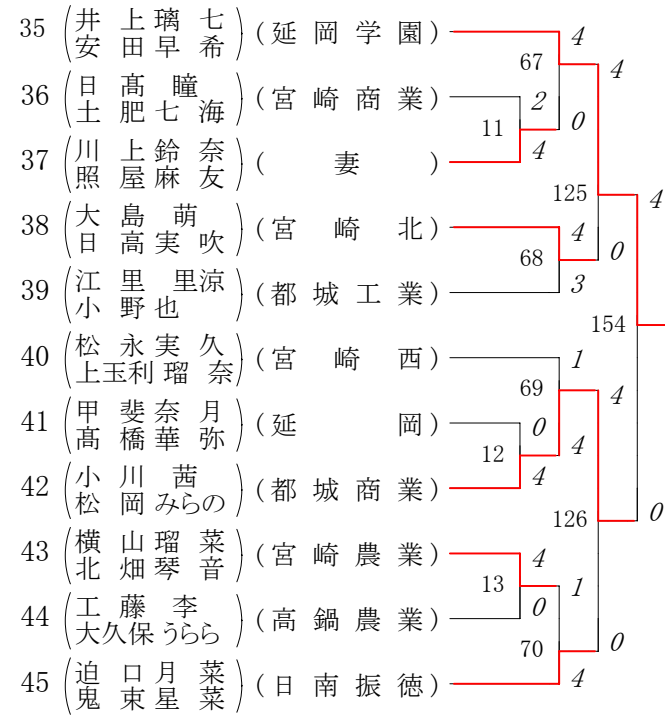 35 (井 上 璃 七 (延 岡 学 園) 4
安 田 早 希)
67 4
36 (日 髙 瞳 (宮 崎 商 業) 2
土 肥 七 海) 0
11
37 (川 上 鈴 奈 (妻) 4
照 屋 麻 友)
125 4
38 (大 島 萌 (宮 崎 北) 4
日 高 実 吹) 0
68
39 (江 里 里涼 (都 城 工 業) 3
小 野 也)
154
40 (松 永 実 久 (宮 崎 西) 1
上玉利 瑠 奈)
69 4
41 (甲 斐 奈 月 (延 岡) 0
髙 橋 華 弥) 4
12
42 (小 川 茜 (都 城 商 業) 4
松 岡 みらの)
126 0
43 (横 山 瑠 菜 (宮 崎 農 業) 4
北 畑 琴 音)
13 1
44 (工 藤 李 (高 鍋 農 業) 0
大久保 うらら)
70 0
45 (迫 口 月 菜 (日 南 振 徳) 4
鬼 束 星 菜)